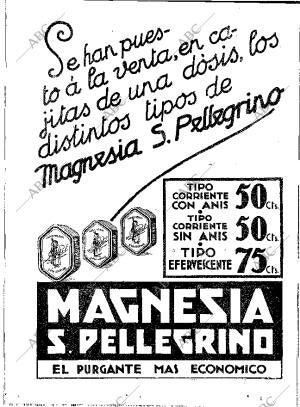 Se han pues-
to á la venta, en ca-
jitas de una dósis, los
distintos tipos de
Magnesia S. Pellegrino
TIPO
CORRIENTE
CON ANIS 50 Cts.
TIPO
CORRIENTE
SIN ANIS 50 Cts.
TIPO
EFERVESCENTE 75 Cts.
MAGNESIA
S. PELLEGRINO
EL PURGANTE MAS ECONOMICO